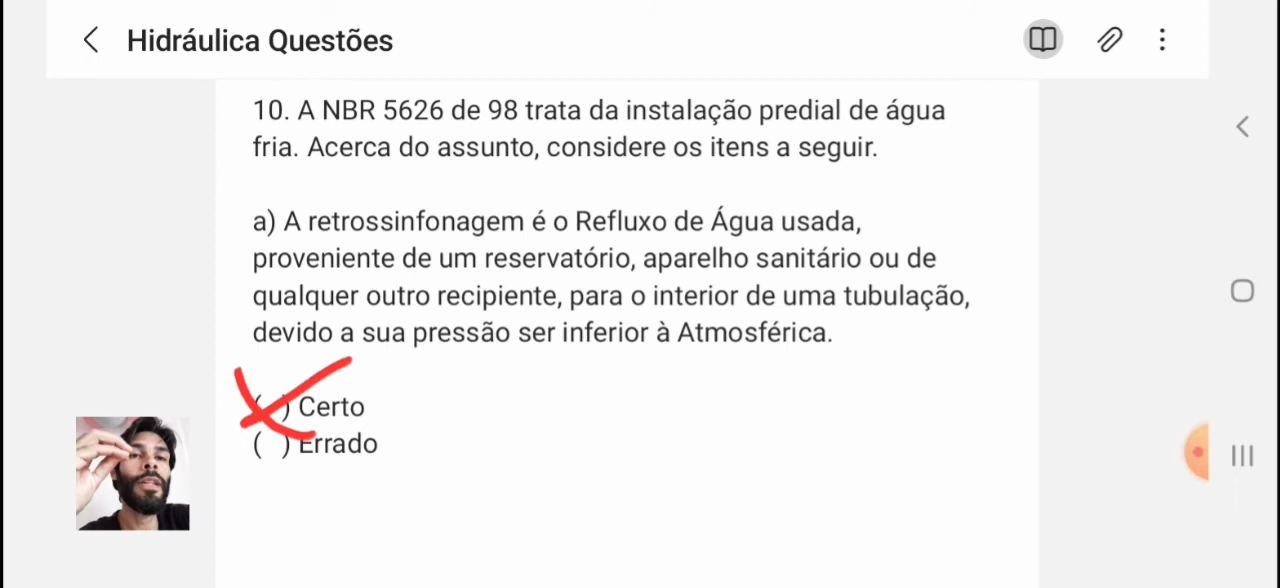 Hidráulica Questões
10. A NBR 5626 de 98 trata da instalação predial de água
fria. Acerca do assunto, considere os itens a seguir.
a) A retrossinfonagem é o Refluxo de Água usada,
proveniente de um reservatório, aparelho sanitário ou de
qualquer outro recipiente, para o interior de uma tubulação,
devido a sua pressão ser inferior à Atmosférica.
( ) Certo
( ) Errado